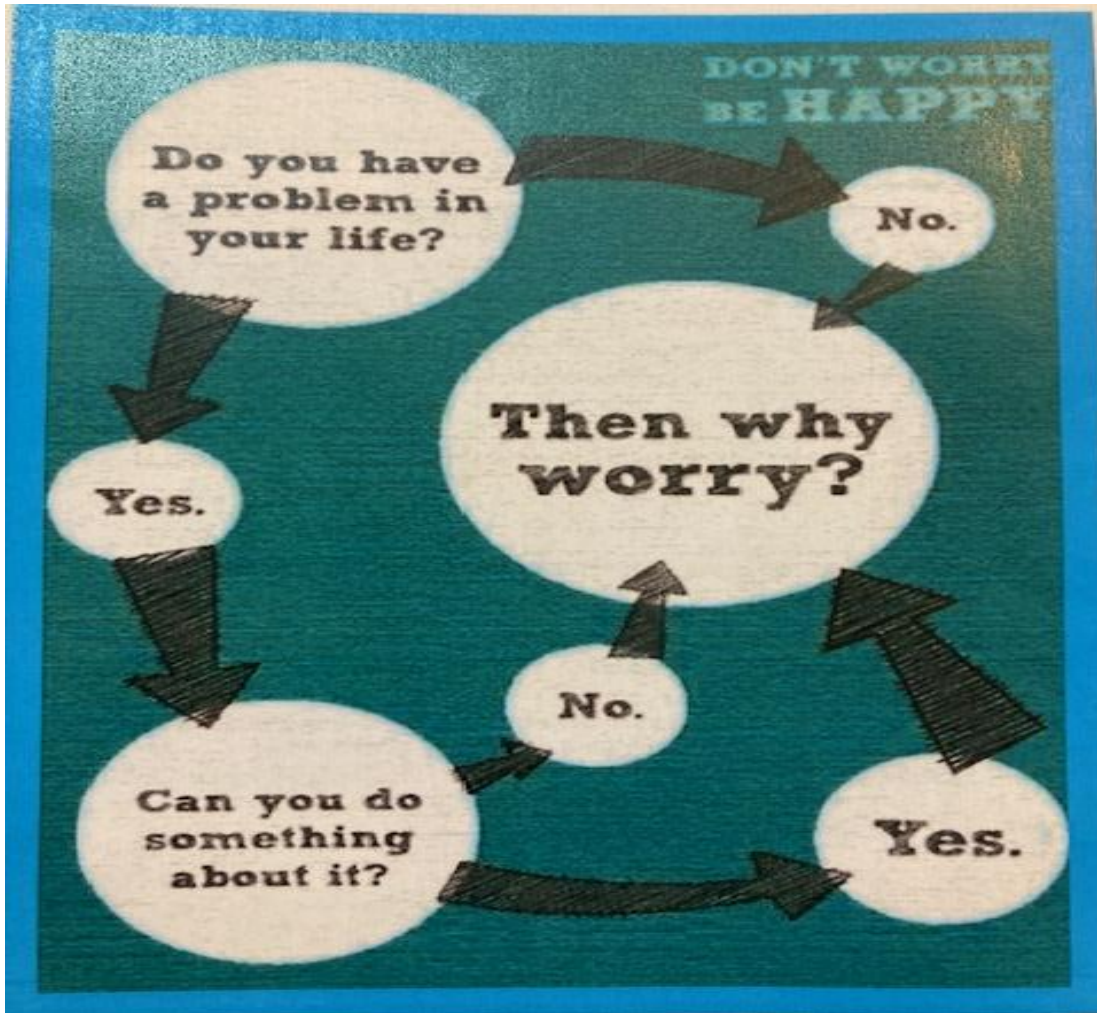 DON'T WORRY
BE HAPPY
Do you have
a problem in
your life?
No.
Then why
worry?
Yes.
No.
Can you do
something
about it?
Yes.